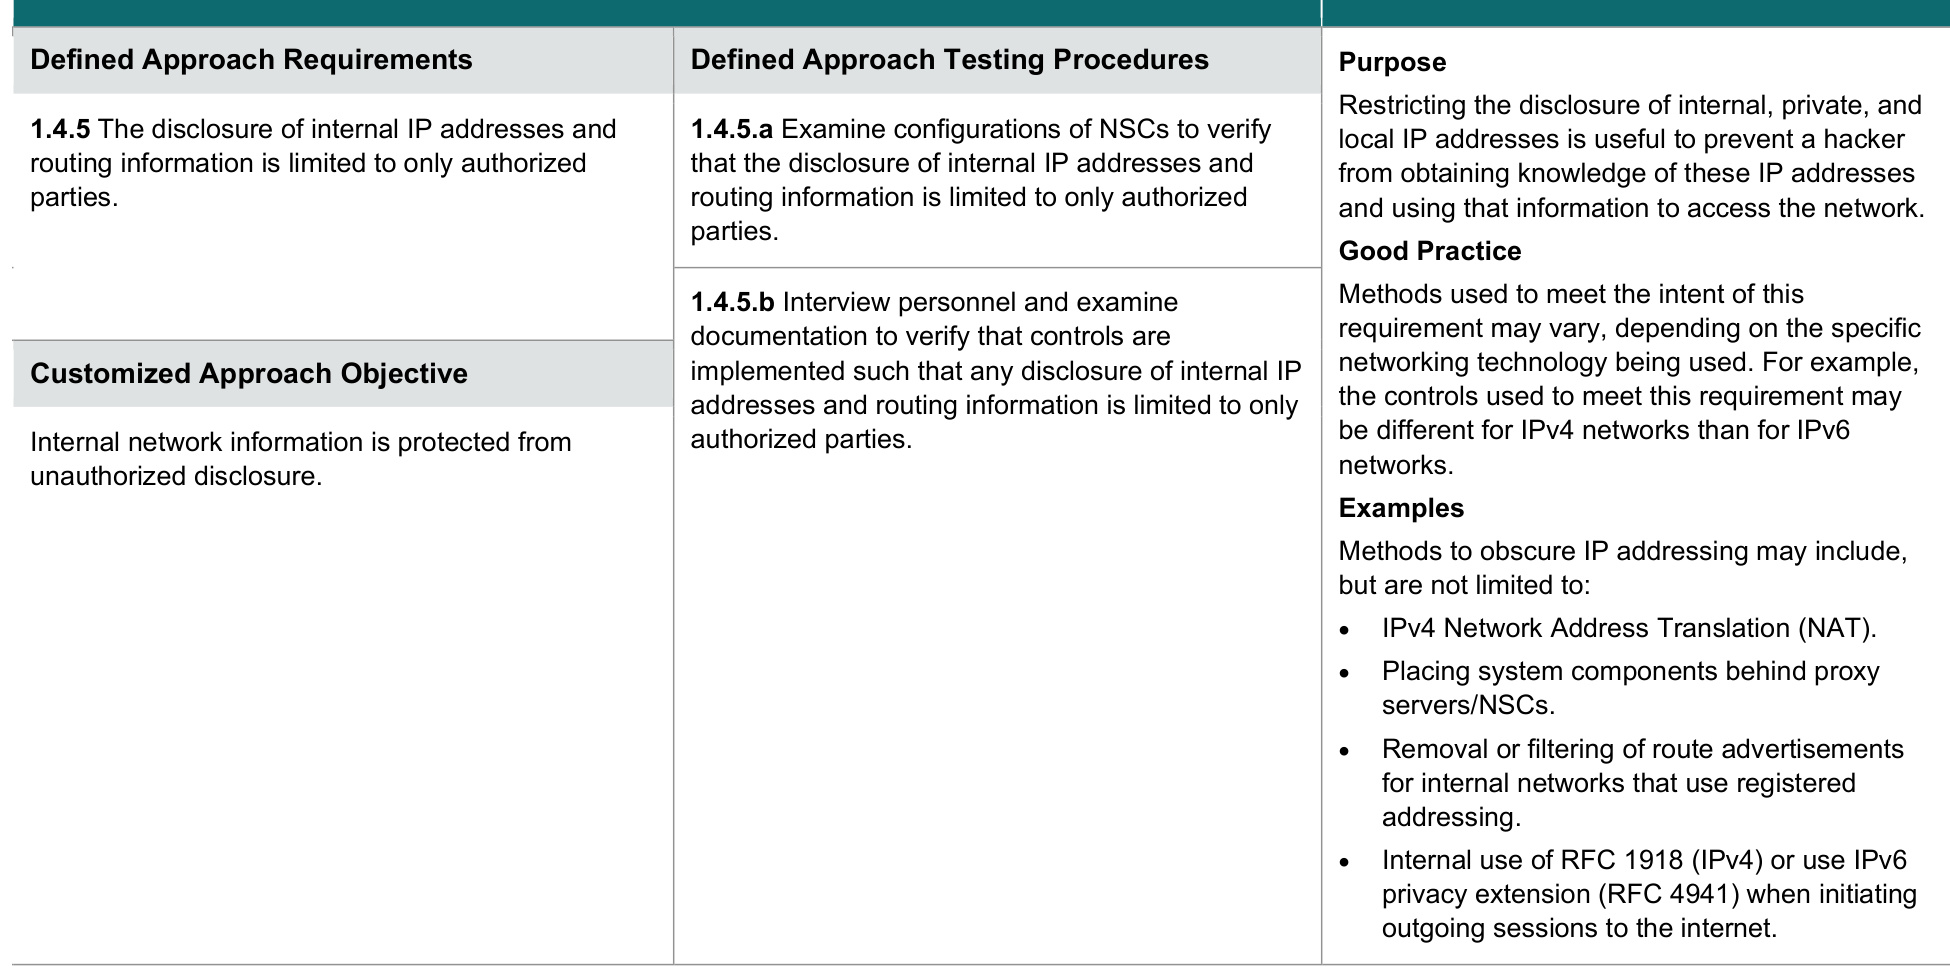 Defined Approach Requirements
1.4.5 The disclosure of internal IP addresses and
routing information is limited to only authorized
parties.
Customized Approach Objective
Internal network information is protected from
unauthorized disclosure.
Defined Approach Testing Procedures
1.4.5.a Examine configurations of NSCs to verify
that the disclosure of internal IP addresses and
routing information is limited to only authorized
parties.
1.4.5.b Interview personnel and examine
documentation to verify that controls are
implemented such that any disclosure of internal IP
addresses and routing information is limited to only
authorized parties.
Purpose
Restricting the disclosure of internal, private, and
local IP addresses is useful to prevent a hacker
from obtaining knowledge of these IP addresses
and using that information to access the network.
Good Practice
Methods used to meet the intent of this
requirement may vary, depending on the specific
networking technology being used. For example,
the controls used to meet this requirement may
be different for IPv4 networks than for IPv6
networks.
Examples
Methods to obscure IP addressing may include,
but are not limited to:
• IPv4 Network Address Translation (NAT).
• Placing system components behind proxy
servers/NSCs.
• Removal or filtering of route advertisements
for internal networks that use registered
addressing.
• Internal use of RFC 1918 (IPv4) or use IPv6
privacy extension (RFC 4941) when initiating
outgoing sessions to the internet.